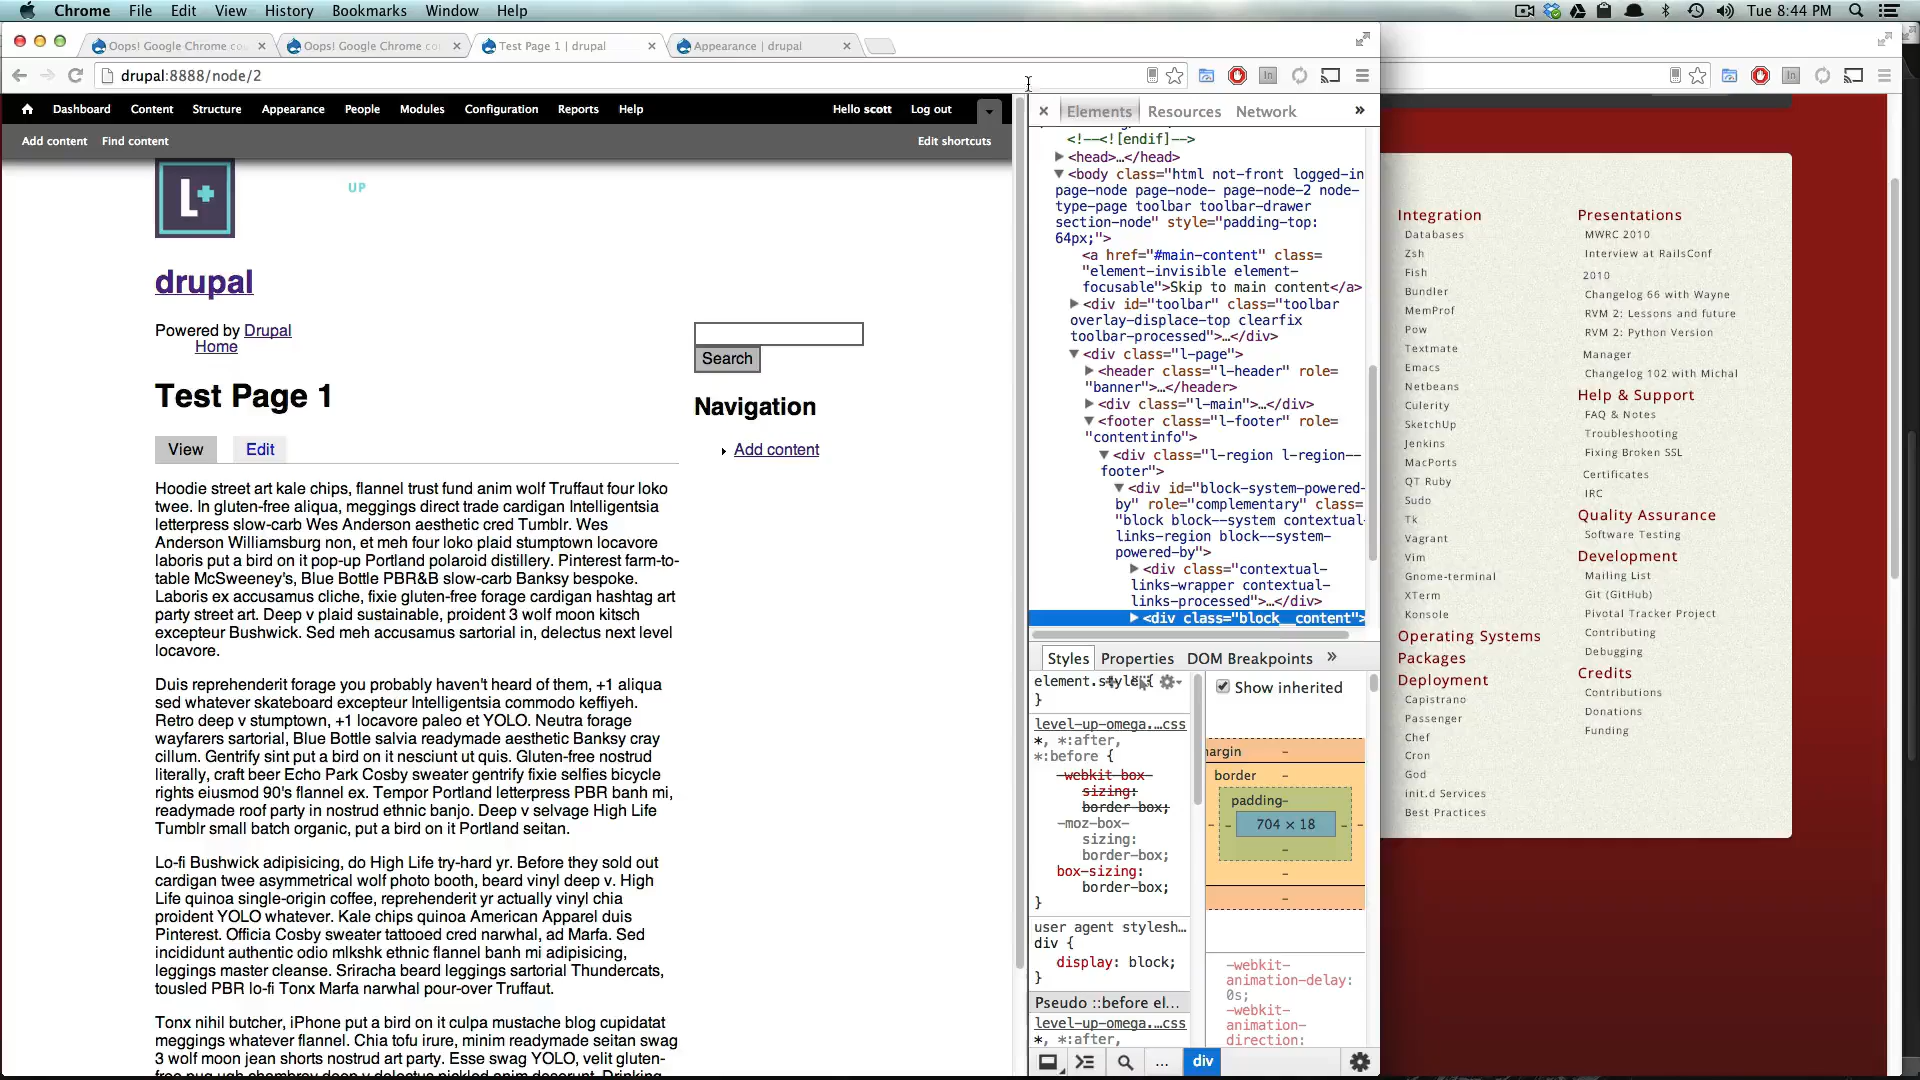 Chrome File Edit View History Bookmarks Window Help
Tue 8:44 PM
Oops! Google Chrome co
Oops! Google Chrome co
Test Page 1 | drupal
Appearance | drupal
drupal:8888/node/2
Dashboard Content Structure Appearance People Modules Configuration Reports Help
Hello scott Log out
Add content Find content
Edit shortcuts
L+
UP
drupal
Powered by Drupal
Home
Search
Test Page 1
Navigation
View Edit
Add content
Hoodie street art kale chips, flannel trust fund anim wolf Truffaut four loko
twee. In gluten-free aliqua, meggings direct trade cardigan Intelligentsia
letterpress slow-carb Wes Anderson aesthetic cred Tumblr. Wes
Anderson Williamsburg non, et meh four loko plaid stumptown locavore
laboris put a bird on it pop-up Portland polaroid distillery. Pinterest farm-to-
table McSweeney's, Blue Bottle PBR&B slow-carb Banksy bespoke.
Laboris ex accusamus cliche, fixie gluten-free forage cardigan hashtag art
party street art. Deep v plaid sustainable, proident 3 wolf moon kitsch
excepteur Bushwick. Sed meh accusamus sartorial in, delectus next level
locavore.
Duis reprehenderit forage you probably haven't heard of them, +1 aliqua
sed whatever skateboard excepteur Intelligentsia commodo keffiyeh.
Retro deep v stumptown, +1 locavore paleo et YOLO. Neutra forage
wayfarers sartorial, Blue Bottle salvia readymade aesthetic Banksy cray
cillum. Gentrify sint put a bird on it nesciunt ut quis. Gluten-free nostrud
literally, craft beer Echo Park Cosby sweater gentrify fixie selfies bicycle
rights eiusmod 90's flannel ex. Tempor Portland letterpress PBR banh mi,
readymade roof party in nostrud ethnic banjo. Deep v selvage High Life
Tumblr small batch organic, put a bird on it Portland seitan.
Lo-fi Bushwick adipisicing, do High Life try-hard yr. Before they sold out
cardigan twee asymmetrical wolf photo booth, beard vinyl deep v. High
Life quinoa single-origin coffee, reprehenderit yr actually vinyl chia
proident YOLO whatever. Kale chips quinoa American Apparel duis
Pinterest. Officia Cosby sweater tattooed cred narwhal, ad Marfa. Sed
incididunt authentic odio mlkshk ethnic flannel banh mi adipisicing,
leggings master cleanse. Sriracha beard leggings sartorial Thundercats,
tousled PBR lo-fi Tonx Marfa narwhal pour-over Truffaut.
Tonx nihil butcher, iPhone put a bird on it culpa mustache blog cupidatat
meggings whatever flannel. Chia tofu irure, minim readymade seitan swag
3 wolf moon jean shorts nostrud art party. Esse swag YOLO, velit gluten-
Elements Resources Network »
<!--<![endif]-->
<head>…</head>
<body class="html not-front logged-in
page-node page-node- page-node-2 node-
type-page toolbar toolbar-drawer
section-node" style="padding-top:
64px;">
<a href="#main-content" class=
"element-invisible element-
focusable">Skip to main content</a>
<div id="toolbar" class="toolbar
overlay-displace-top clearfix
toolbar-processed">…</div>
<div class="l-page">
<header class="l-header" role=
"banner">…</header>
<div class="l-main">…</div>
<footer class="l-footer" role=
"contentinfo">
<div class="l-region l-region--
footer">
<div id="block-system-powered-
by" role="complementary" class=
"block block--system contextual-
links-region block--system-
powered-by">
<div class="contextual-
links-wrapper contextual-
links-processed">…</div>
<div class="block__content">
Styles Properties DOM Breakpoints »
element.style {
}
level-up-omega.…css
*, *:after,
*:before {
-webkit-box-
sizing:
border-box;
-moz-box-
sizing:
border-box;
box-sizing:
border-box;
}
user agent stylesh…
div {
display: block;
}
Pseudo ::before el…
level-up-omega.…css
*, *:after,
Show inherited
margin -
border -
padding-
704 × 18
-webkit-
animation-delay:
0s;
-webkit-
animation-
direction:
... div
Integration
Databases
Zsh
Fish
Bundler
MemProf
Pow
Textmate
Emacs
Netbeans
Culerity
SketchUp
Jenkins
MacPorts
QT Ruby
Sudo
Tk
Vagrant
Vim
Gnome-terminal
XTerm
Konsole
Operating Systems
Packages
Deployment
Capistrano
Passenger
Chef
Cron
God
init.d Services
Best Practices
Presentations
MWRC 2010
Interview at RailsConf
2010
Changelog 66 with Wayne
RVM 2: Lessons and future
RVM 2: Python Version
Manager
Changelog 102 with Michal
Help & Support
FAQ & Notes
Troubleshooting
Fixing Broken SSL
Certificates
IRC
Quality Assurance
Software Testing
Development
Mailing List
Git (GitHub)
Pivotal Tracker Project
Contributing
Debugging
Credits
Contributions
Donations
Funding